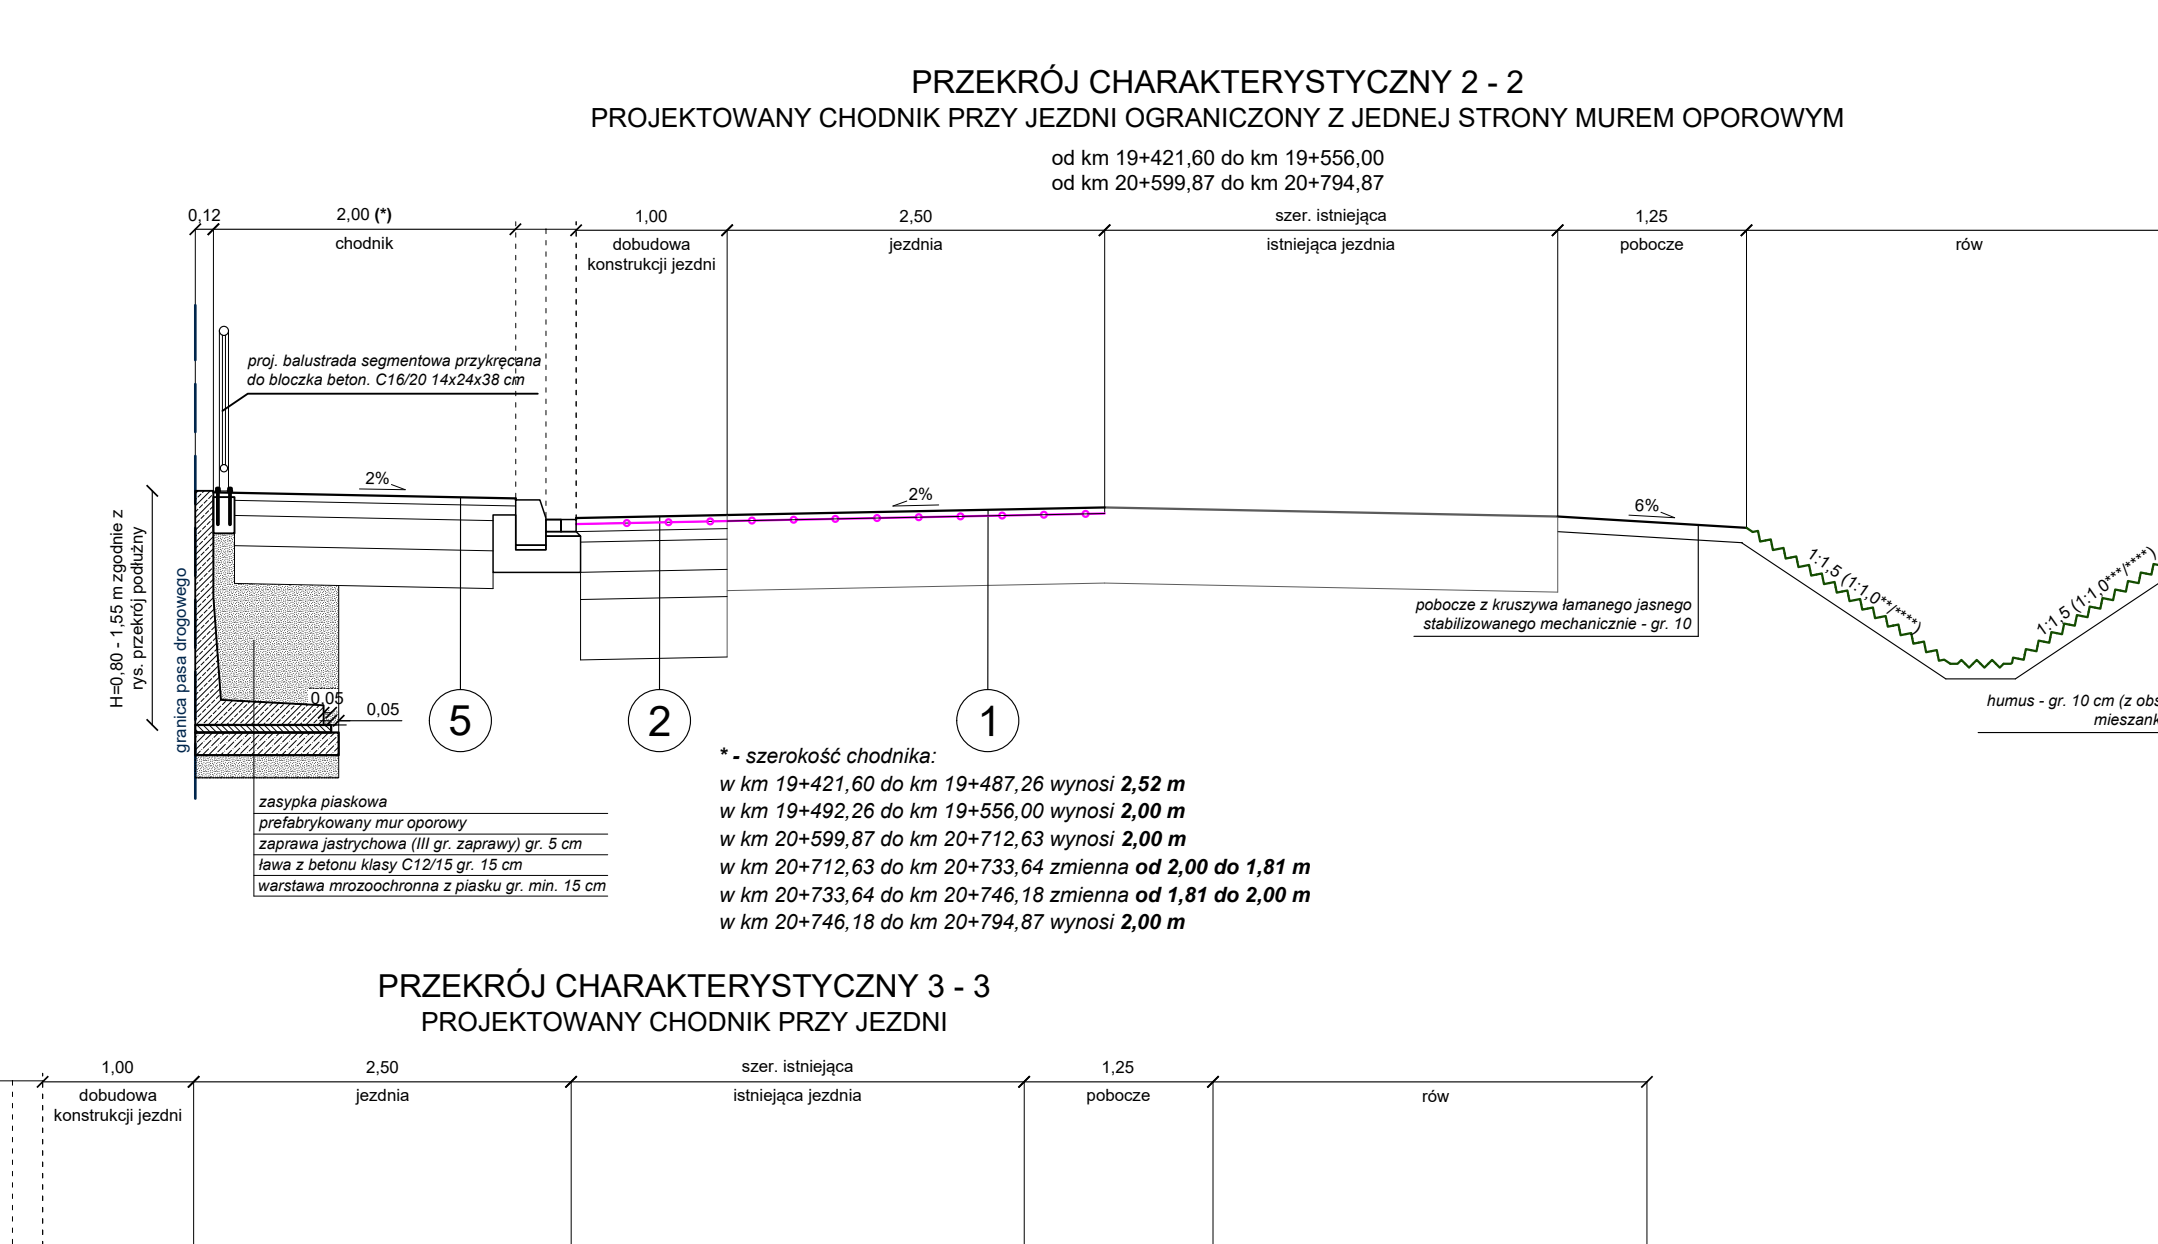 PRZEKRÓJ CHARAKTERYSTYCZNY 2 - 2
PROJEKTOWANY CHODNIK PRZY JEZDNI OGRANICZONY Z JEDNEJ STRONY MUREM OPOROWYM
od km 19+421,60 do km 19+556,00
od km 20+599,87 do km 20+794,87
0,12
2,00 (*)
1,00
2,50
szer. istniejąca
1,25
chodnik
dobudowa
konstrukcji jezdni
jezdnia
istniejąca jezdnia
pobocze
rów
proj. balustrada segmentowa przykręcana
do bloczka beton. C16/20 14x24x38 cm
2%
2%
6%
H=0,80 - 1,55 m zgodnie z
rys. przekrój podłużny
granica pasa drogowego
1:1,5 (1:1,0**/****)
1:1,5 (1:1,0***/****)
pobocze z kruszywa łamanego jasnego
stabilizowanego mechanicznie - gr. 10
0,05
0,05
5
2
1
humus - gr. 10 cm (z obs
mieszank
zasypka piaskowa
prefabrykowany mur oporowy
zaprawa jastrychowa (III gr. zaprawy) gr. 5 cm
ława z betonu klasy C12/15 gr. 15 cm
warstawa mrozoochronna z piasku gr. min. 15 cm
* - szerokość chodnika:
w km 19+421,60 do km 19+487,26 wynosi 2,52 m
w km 19+492,26 do km 19+556,00 wynosi 2,00 m
w km 20+599,87 do km 20+712,63 wynosi 2,00 m
w km 20+712,63 do km 20+733,64 zmienna od 2,00 do 1,81 m
w km 20+733,64 do km 20+746,18 zmienna od 1,81 do 2,00 m
w km 20+746,18 do km 20+794,87 wynosi 2,00 m
PRZEKRÓJ CHARAKTERYSTYCZNY 3 - 3
PROJEKTOWANY CHODNIK PRZY JEZDNI
1,00
2,50
szer. istniejąca
1,25
dobudowa
konstrukcji jezdni
jezdnia
istniejąca jezdnia
pobocze
rów